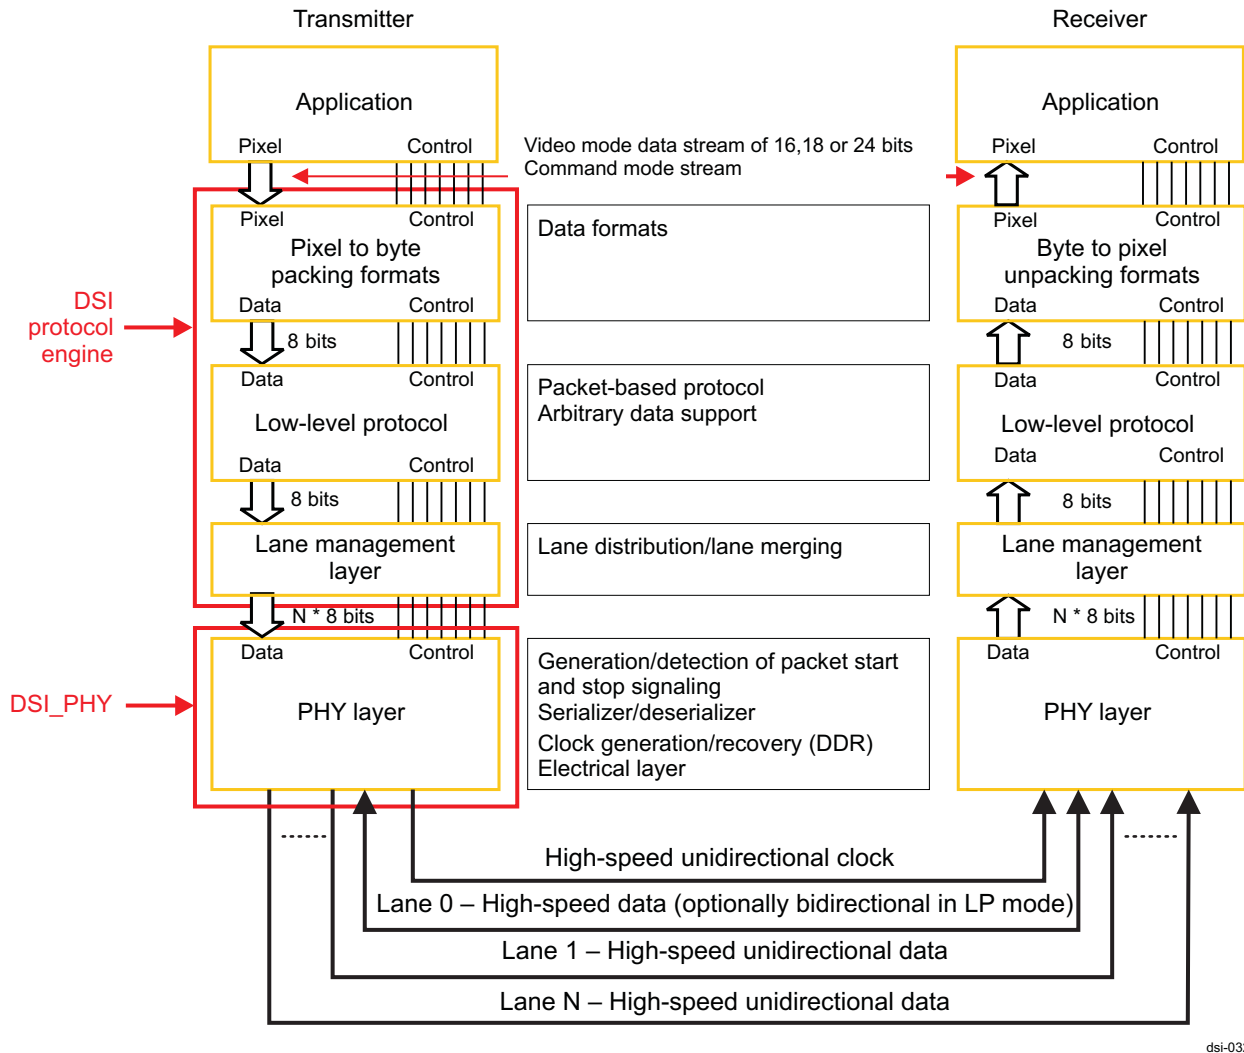 Transmitter
Receiver
Application
Application
Pixel
Control
Video mode data stream of 16,18 or 24 bits
Command mode stream
Pixel
Control
Pixel
Control
Pixel
Control
Pixel to byte
packing formats
Data formats
Byte to pixel
unpacking formats
DSI
protocol
engine
Data
Control
Data
Control
8 bits
8 bits
Data
Control
Data
Control
Low-level protocol
Packet-based protocol
Arbitrary data support
Low-level protocol
Data
Control
Data
Control
8 bits
8 bits
Lane management
layer
Lane distribution/lane merging
Lane management
layer
N * 8 bits
N * 8 bits
Data
Control
Data
Control
DSI_PHY
PHY layer
Generation/detection of packet start
and stop signaling
Serializer/deserializer
Clock generation/recovery (DDR)
Electrical layer
PHY layer
High-speed unidirectional clock
Lane 0 – High-speed data (optionally bidirectional in LP mode)
Lane 1 – High-speed unidirectional data
Lane N – High-speed unidirectional data